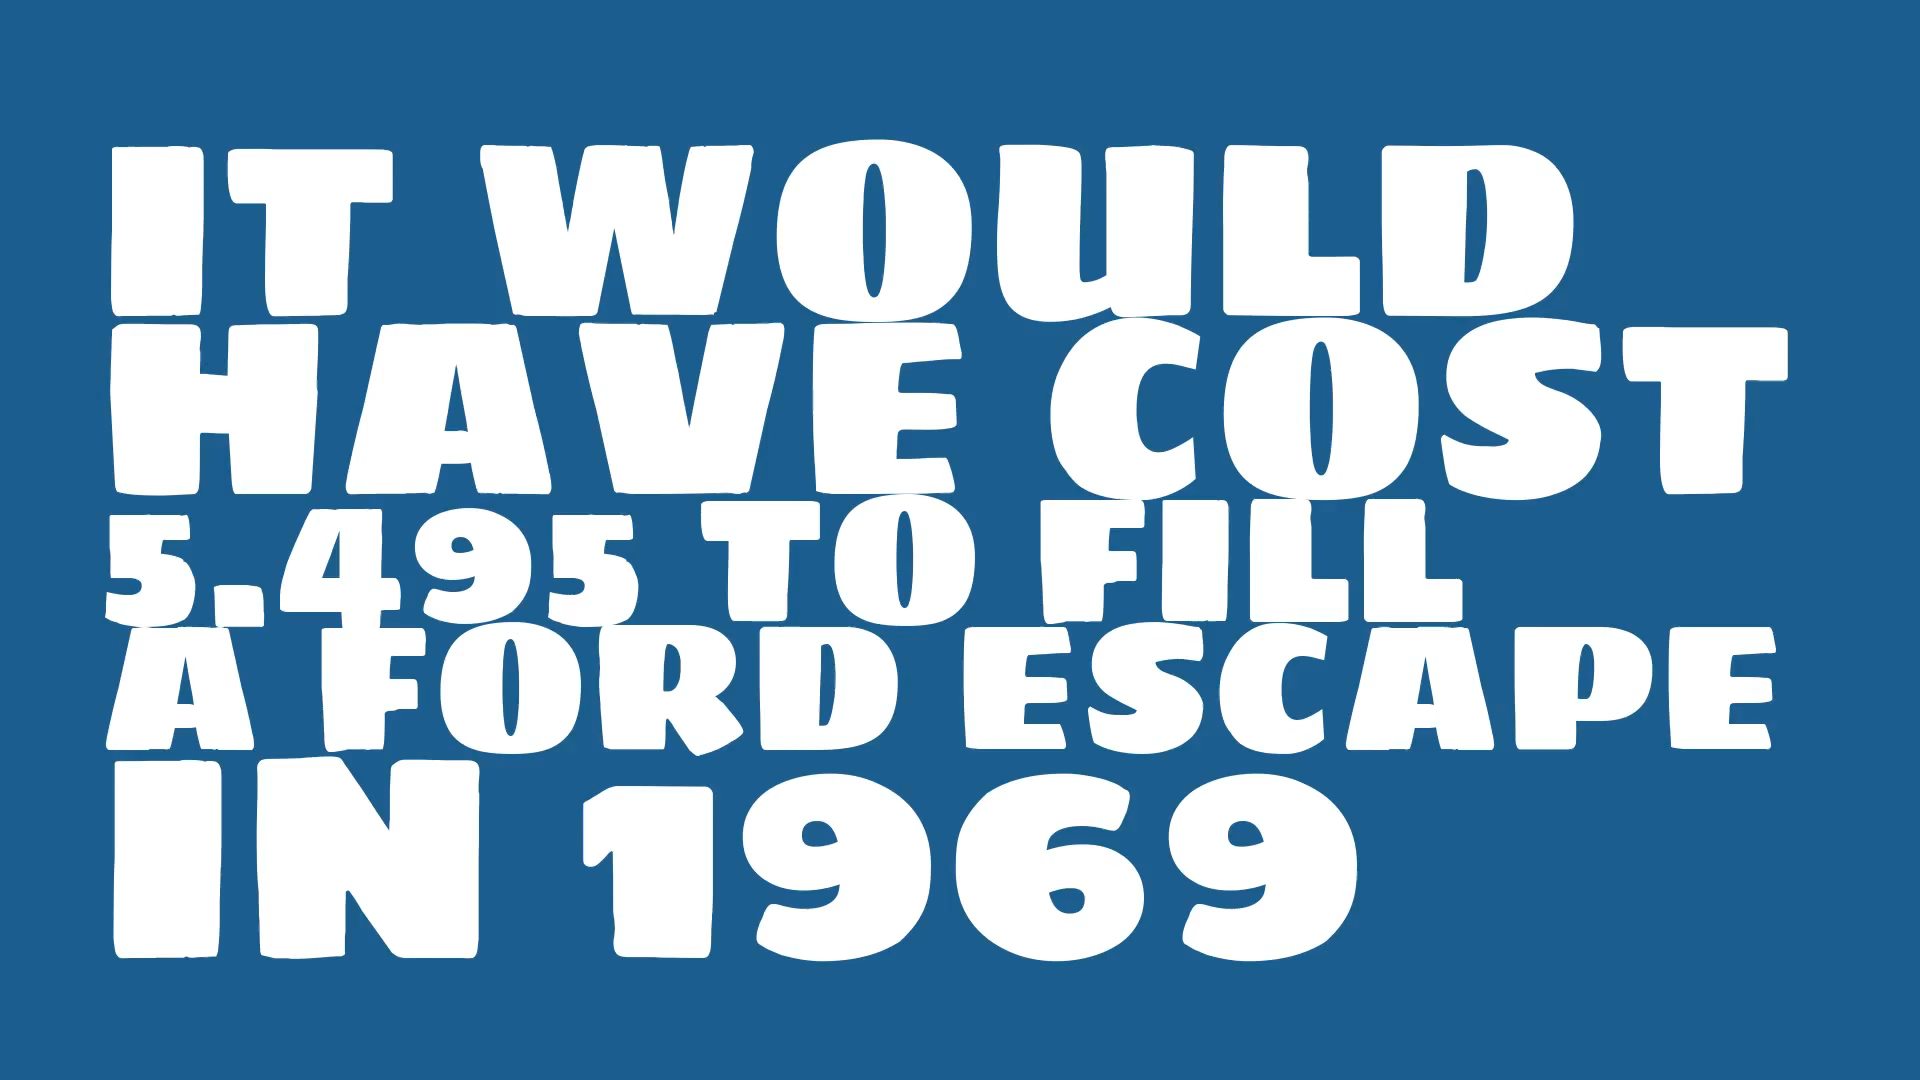 IT WOULD
HAVE COST
5.495 TO FILL
A FORD ESCAPE
IN 1969